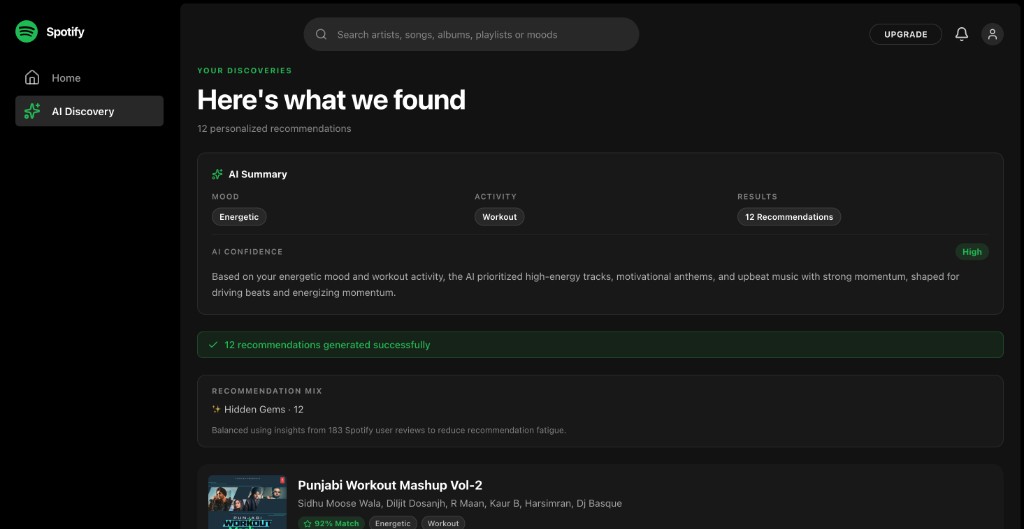 Spotify
Search artists, songs, albums, playlists or moods
UPGRADE
Home
AI Discovery
YOUR DISCOVERIES
Here's what we found
12 personalized recommendations
AI Summary
MOOD
Energetic
ACTIVITY
Workout
RESULTS
12 Recommendations
AI CONFIDENCE
High
Based on your energetic mood and workout activity, the AI prioritized high-energy tracks, motivational anthems, and upbeat music with strong momentum, shaped for
driving beats and energizing momentum.
12 recommendations generated successfully
RECOMMENDATION MIX
✨ Hidden Gems · 12
Balanced using insights from 183 Spotify user reviews to reduce recommendation fatigue.
PUNJABI
WORKOUT
Punjabi Workout Mashup Vol-2
Sidhu Moose Wala, Diljit Dosanjh, R Maan, Kaur B, Harsimran, Dj Basque
92% Match
Energetic
Workout